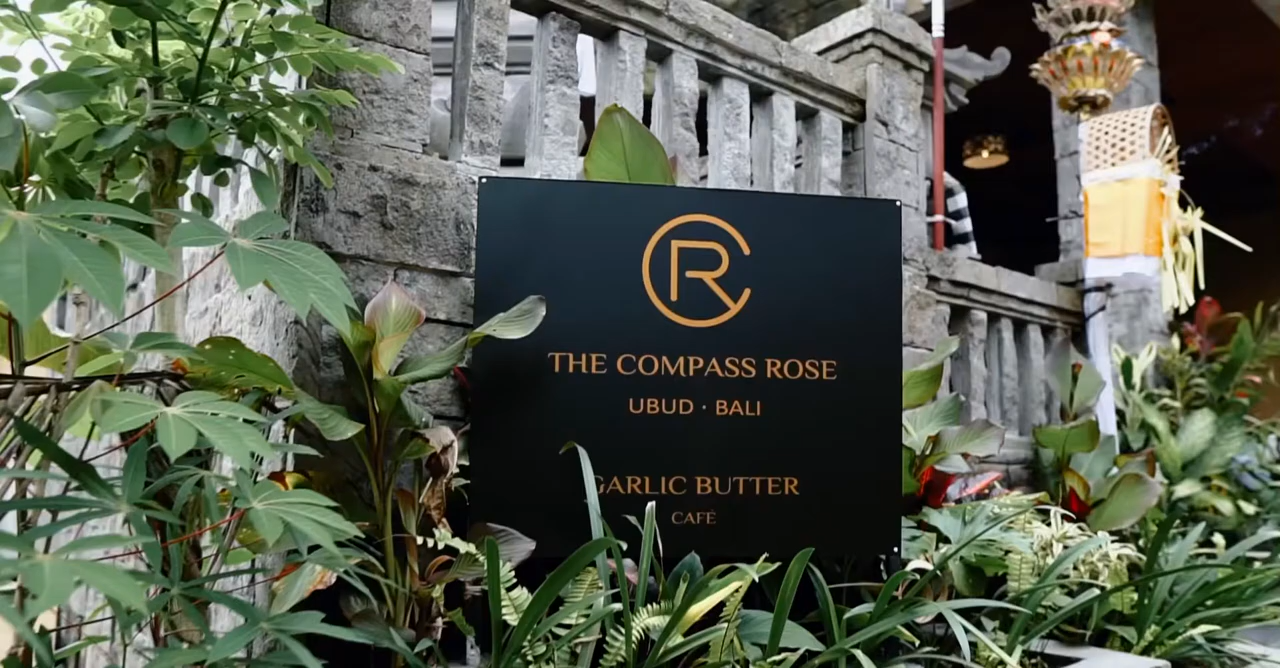 CR
THE COMPASS ROSE
UBUD · BALI
GARLIC BUTTER
CAFÉ